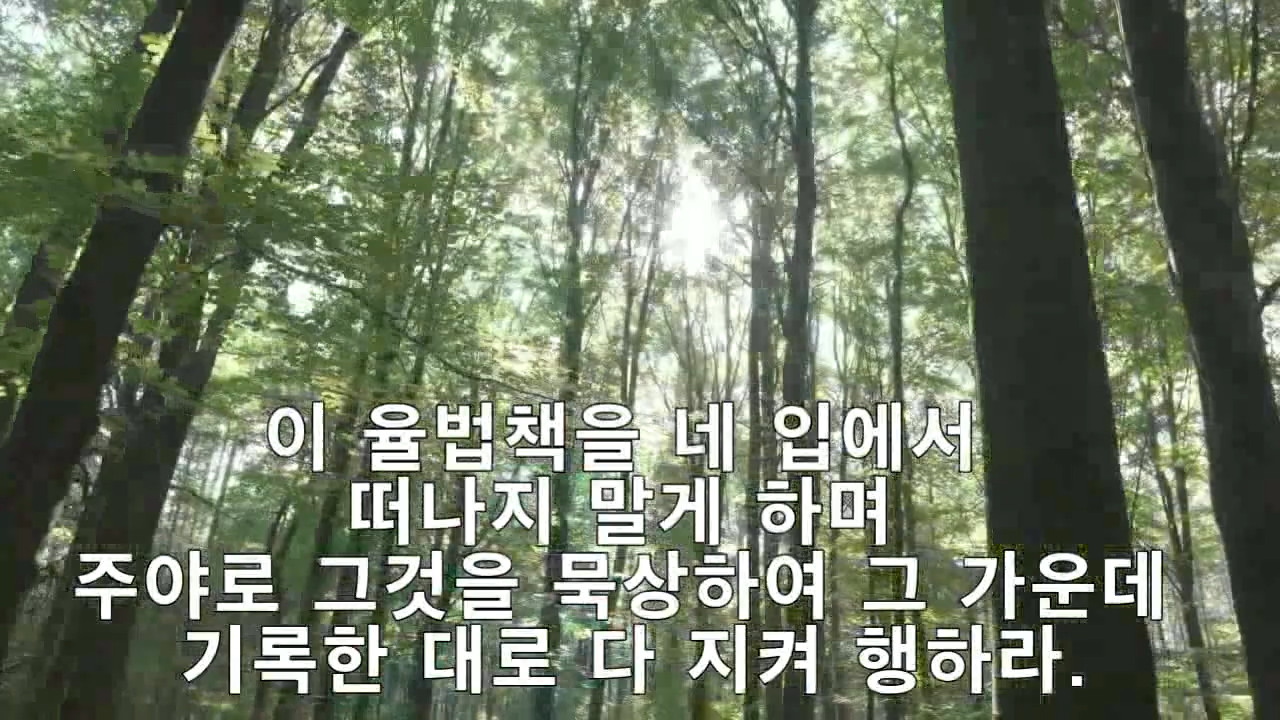 이 율법책을 네 입에서
떠나지 말게 하며
주야로 그것을 묵상하여 그 가운데
기록한 대로 다 지켜 행하라.